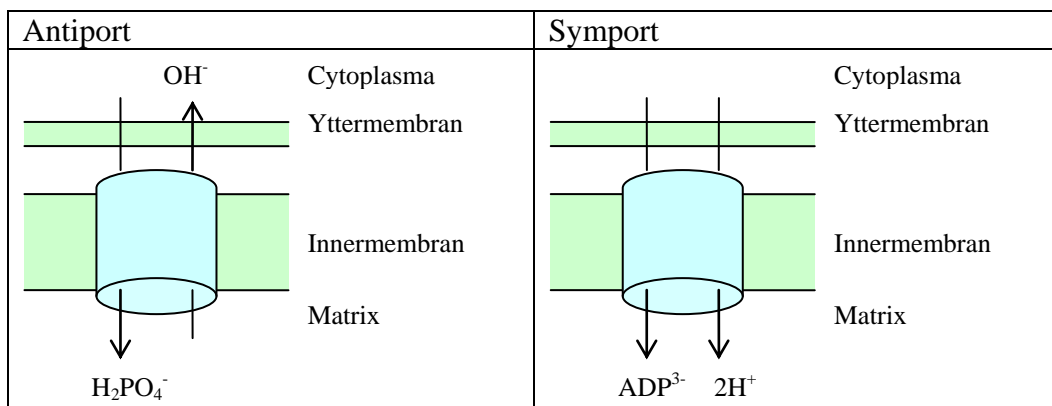 Antiport
OH⁻ Cytoplasma
Yttermembran
Innermembran
Matrix
H₂PO₄⁻
Symport
Cytoplasma
Yttermembran
Innermembran
Matrix
ADP³⁻ 2H⁺